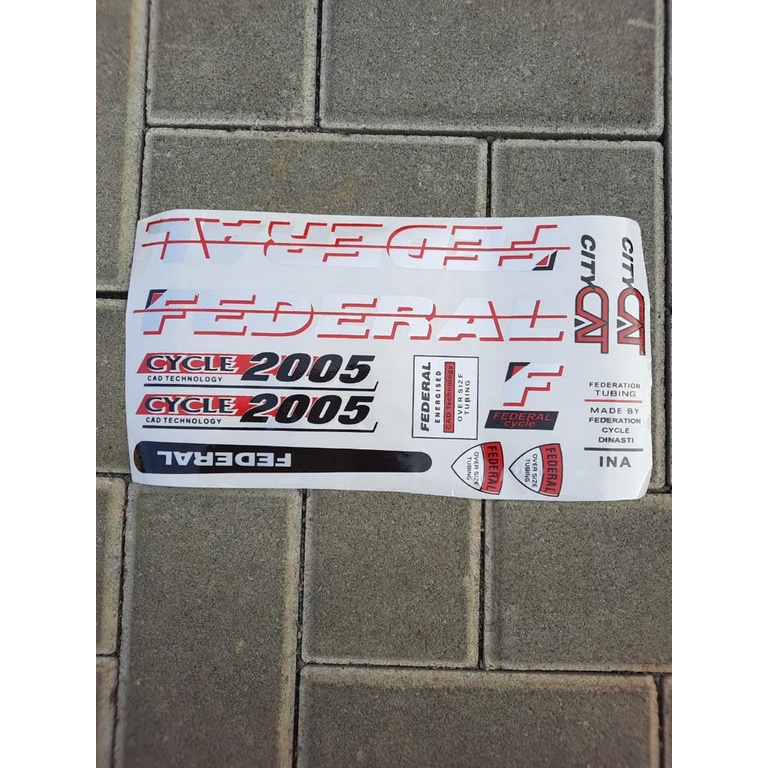 FEDERAL
FEDERAL
CYCLE 2005
CAD TECHNOLOGY
CYCLE 2005
CAD TECHNOLOGY
FEDERAL
FEDERAL
ENERGISED
CAD Technology
OVER SIZE
TUBING
F
FEDERAL
cycle
FEDERAL
OVER SIZE
TUBING
FEDERAL
OVER SIZE
TUBING
CITY
CAT
CITY
CAT
FEDERATION
TUBING
MADE BY
FEDERATION
CYCLE
DINASTI
INA